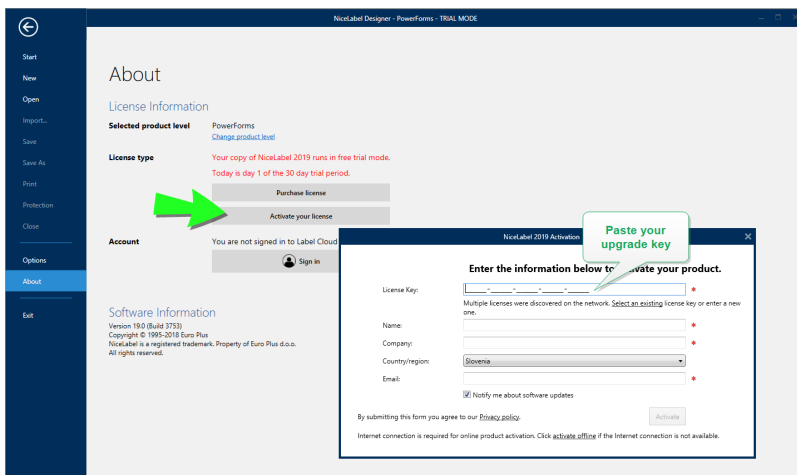 NiceLabel Designer - PowerForms - TRIAL MODE
Start
New
Open
Import...
Save
Save As
Print
Protection
Close
Options
About
Exit
About
License Information
Selected product level
PowerForms
Change product level
License type
Your copy of NiceLabel 2019 runs in free trial mode.
Today is day 1 of the 30 day trial period.
Purchase license
Activate your license
Account
You are not signed in to Label Cloud
Sign in
Software Information
Version 19.0 (Build 3753)
Copyright © 1995-2018 Euro Plus
NiceLabel is a registered trademark. Property of Euro Plus d.o.o.
All rights reserved.
NiceLabel 2019 Activation
Paste your
upgrade key
Enter the information below to activate your product.
License Key:
_____-_____-_____-_____-_____ *
Multiple licenses were discovered on the network. Select an existing license key or enter a new
one.
Name: *
Company: *
Country/region:
Slovenia
Email: *
Notify me about software updates
By submitting this form you agree to our Privacy policy.
Activate
Internet connection is required for online product activation. Click activate offline if the Internet connection is not available.